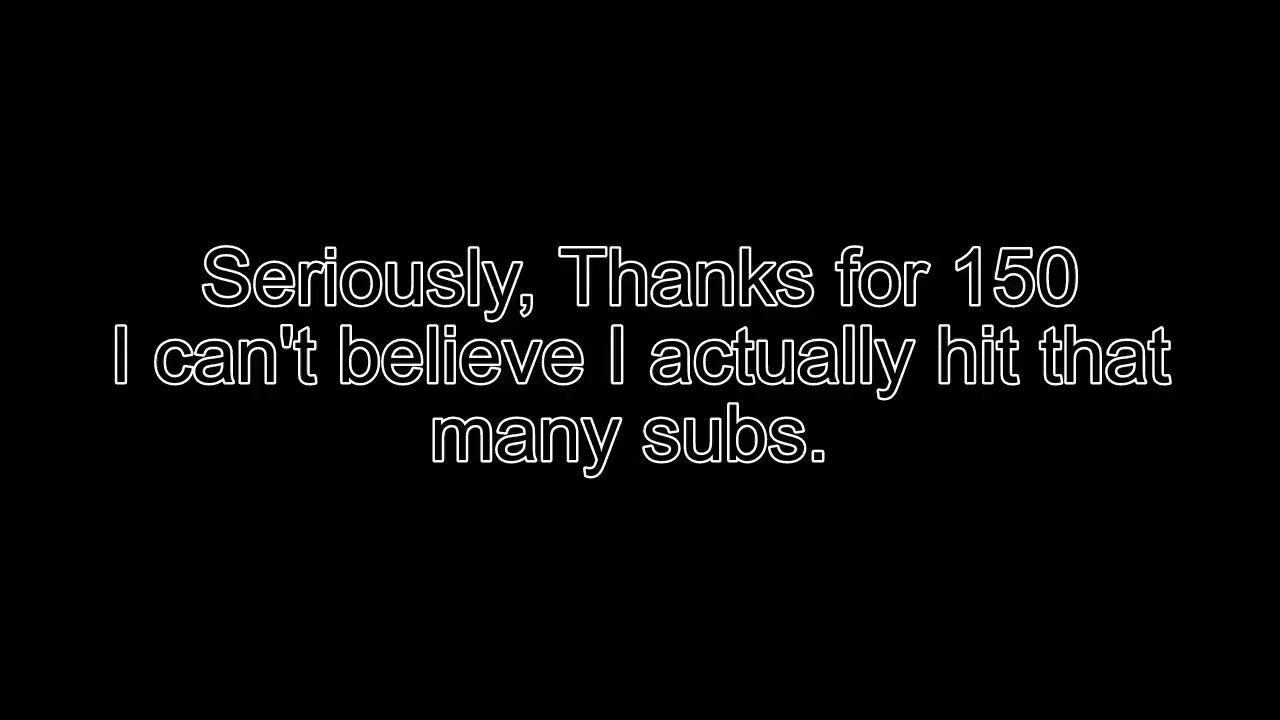 Seriously, Thanks for 150
I can't believe I actually hit that
many subs.